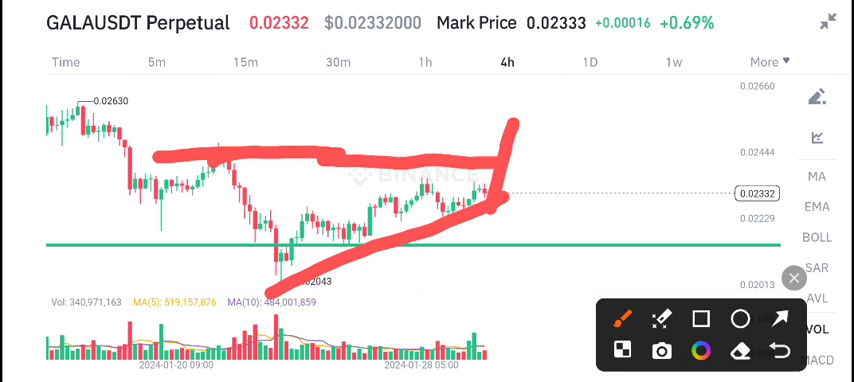 GALAUSDT Perpetual 0.02332 $0.02332000 Mark Price 0.02333 +0.00016 +0.69%
Time 5m 15m 30m 1h 4h 1D 1w More
0.02660
0.02630
0.02444
MA
BINANCE
0.02332
EMA
0.02229
BOLL
SAR
2043
0.02013
AVL
Vol: 340,971,163 MA(5): 519,157,876 MA(10): 484,001,859
VOL
MACD
2024-01-20 09:00 2024-01-28 05:00